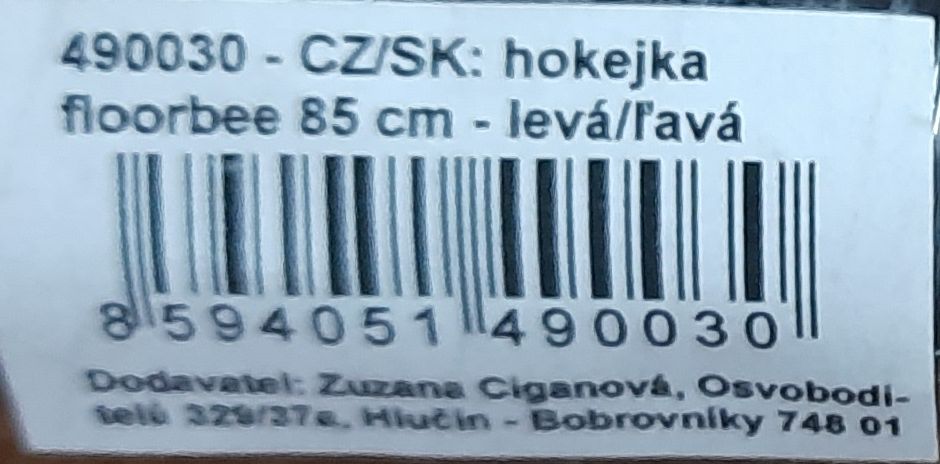 490030 - CZ/SK: hokejka
floorbee 85 cm - levá/ľavá
8 594051 490030
Dodavatel: Zuzana Ciganová, Osvobodi-
telů 329/37a, Hlučín - Bobrovníky 748 01